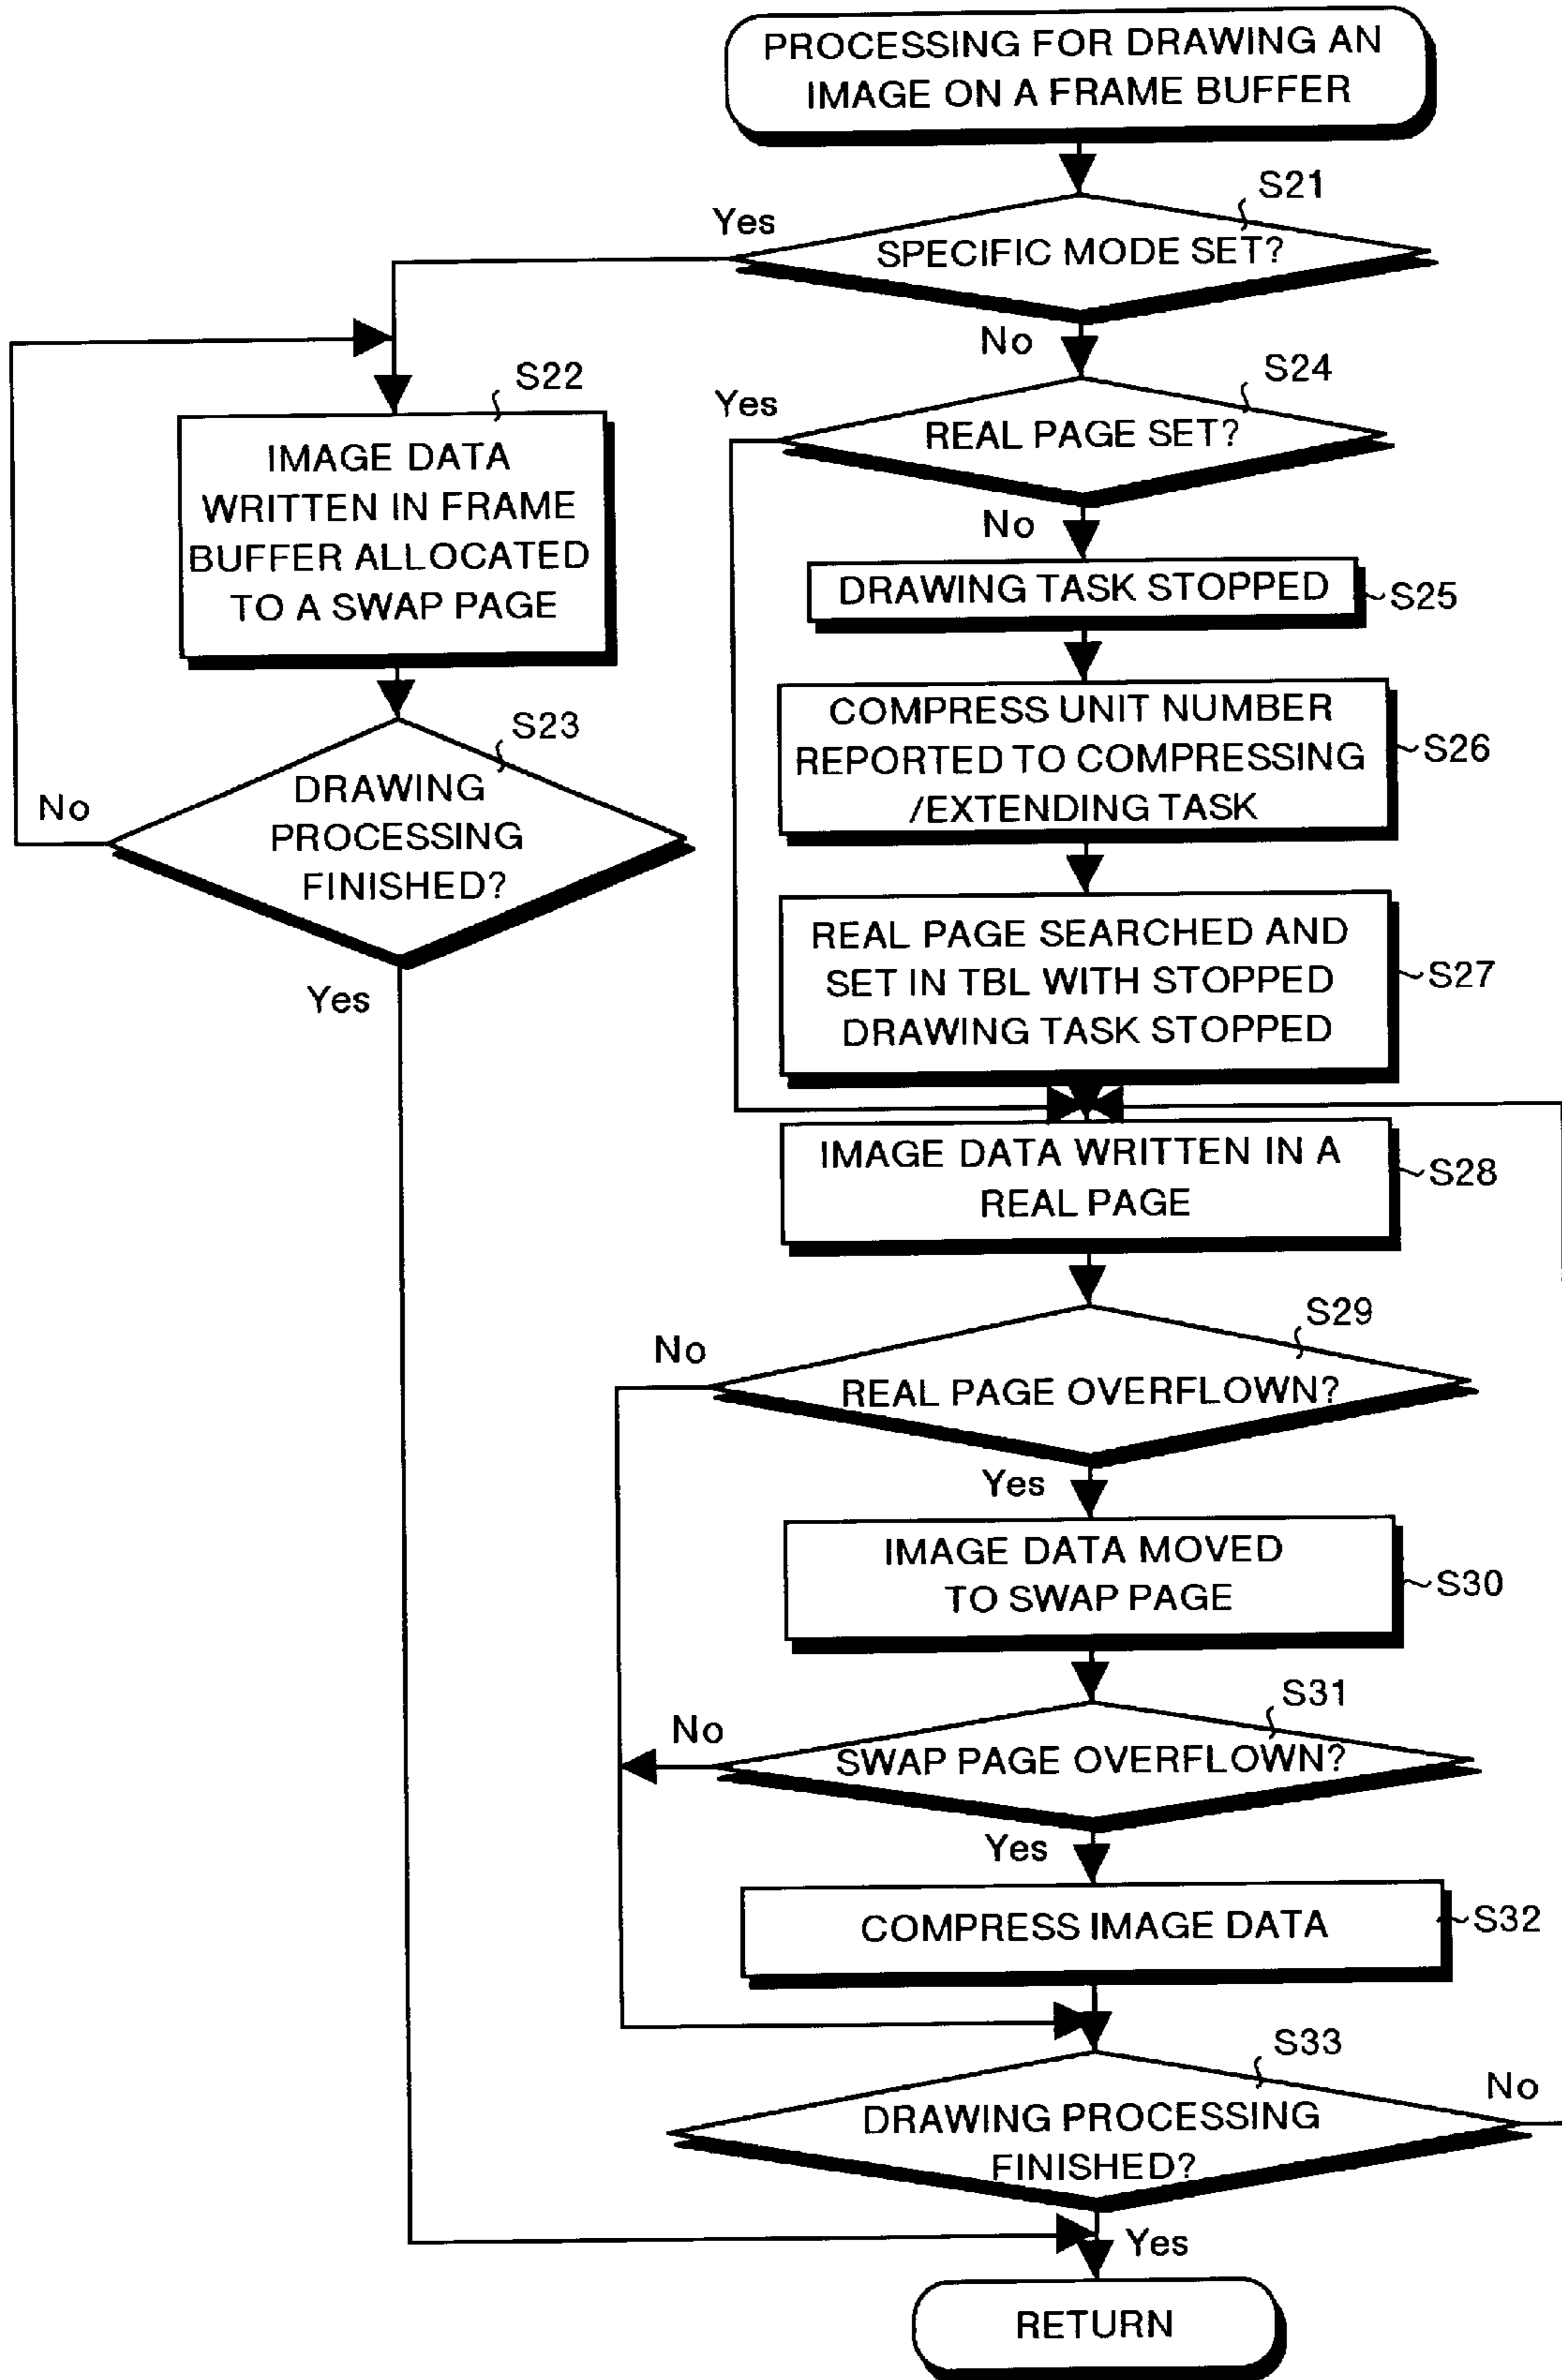 PROCESSING FOR DRAWING AN
IMAGE ON A FRAME BUFFER
S21
Yes
SPECIFIC MODE SET?
No
S22
IMAGE DATA
WRITTEN IN FRAME
BUFFER ALLOCATED
TO A SWAP PAGE
S23
DRAWING
PROCESSING
FINISHED?
No
Yes
S24
Yes
REAL PAGE SET?
No
DRAWING TASK STOPPED
S25
COMPRESS UNIT NUMBER
REPORTED TO COMPRESSING
/EXTENDING TASK
S26
REAL PAGE SEARCHED AND
SET IN TBL WITH STOPPED
DRAWING TASK STOPPED
S27
IMAGE DATA WRITTEN IN A
REAL PAGE
S28
S29
No
REAL PAGE OVERFLOWN?
Yes
IMAGE DATA MOVED
TO SWAP PAGE
S30
S31
No
SWAP PAGE OVERFLOWN?
Yes
COMPRESS IMAGE DATA
S32
S33
No
DRAWING PROCESSING
FINISHED?
Yes
RETURN